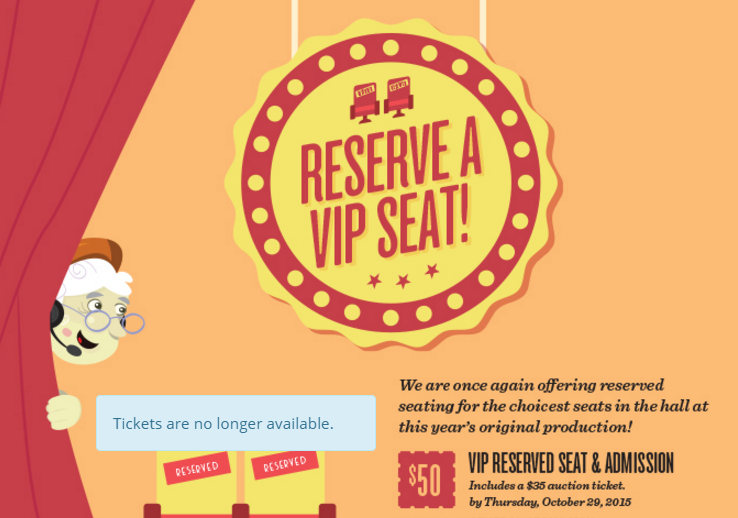 RESERVE A
VIP SEAT!
We are once again offering reserved
seating for the choicest seats in the hall at
this year's original production!
Tickets are no longer available.
RESERVED
RESERVED
$50
VIP RESERVED SEAT & ADMISSION
Includes a $35 auction ticket.
by Thursday, October 29, 2015